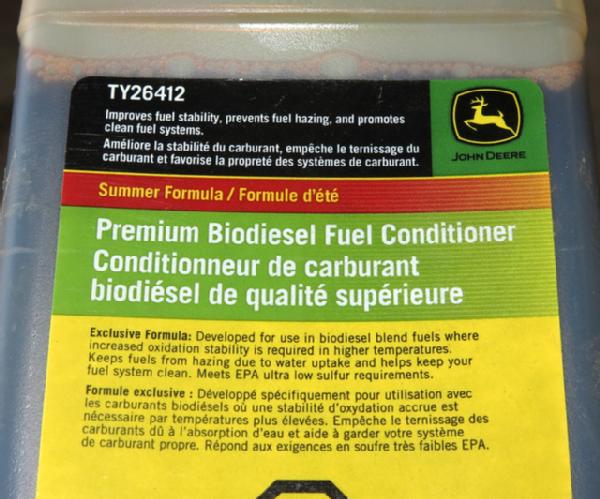 TY26412
Improves fuel stability, prevents fuel hazing, and promotes
clean fuel systems.
Améliore la stabilité du carburant, empêche le ternissage du
carburant et favorise la propreté des systèmes de carburant.
JOHN DEERE
Summer Formula / Formule d'été
Premium Biodiesel Fuel Conditioner
Conditionneur de carburant
biodiésel de qualité supérieure
Exclusive Formula: Developed for use in biodiesel blend fuels where
increased oxidation stability is required in higher temperatures.
Keeps fuels from hazing due to water uptake and helps keep your
fuel system clean. Meets EPA ultra low sulfur requirements.
Formule exclusive : Développé spécifiquement pour utilisation avec
les carburants biodiésels où une stabilité d'oxydation accrue est
nécessaire par températures plus élevées. Empêche le ternissage des
carburants dû à l'absorption d'eau et aide à garder votre système
de carburant propre. Répond aux exigences en soufre très faibles EPA.